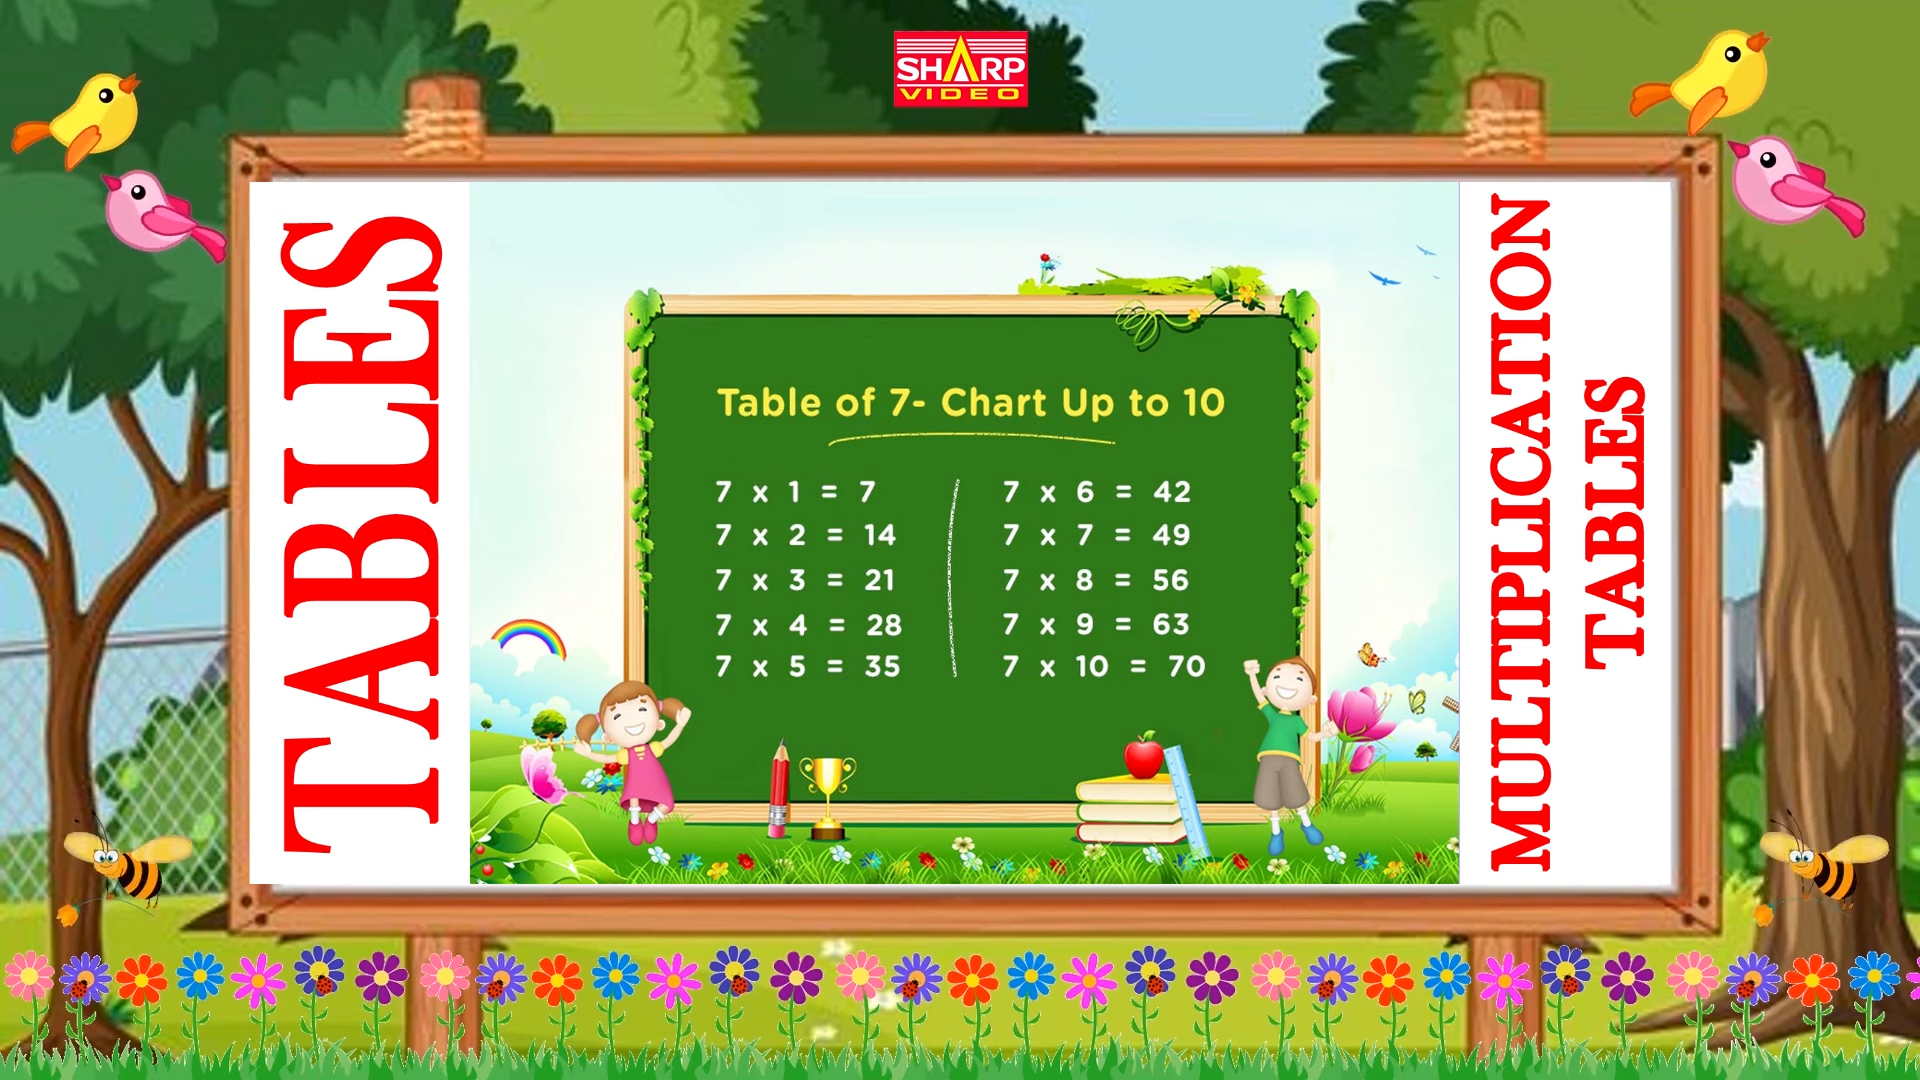 SHARP
VIDEO
TABLES
Table of 7- Chart Up to 10
7 x 1 = 7
7 x 2 = 14
7 x 3 = 21
7 x 4 = 28
7 x 5 = 35
7 x 6 = 42
7 x 7 = 49
7 x 8 = 56
7 x 9 = 63
7 x 10 = 70
MULTIPLICATION
TABLES